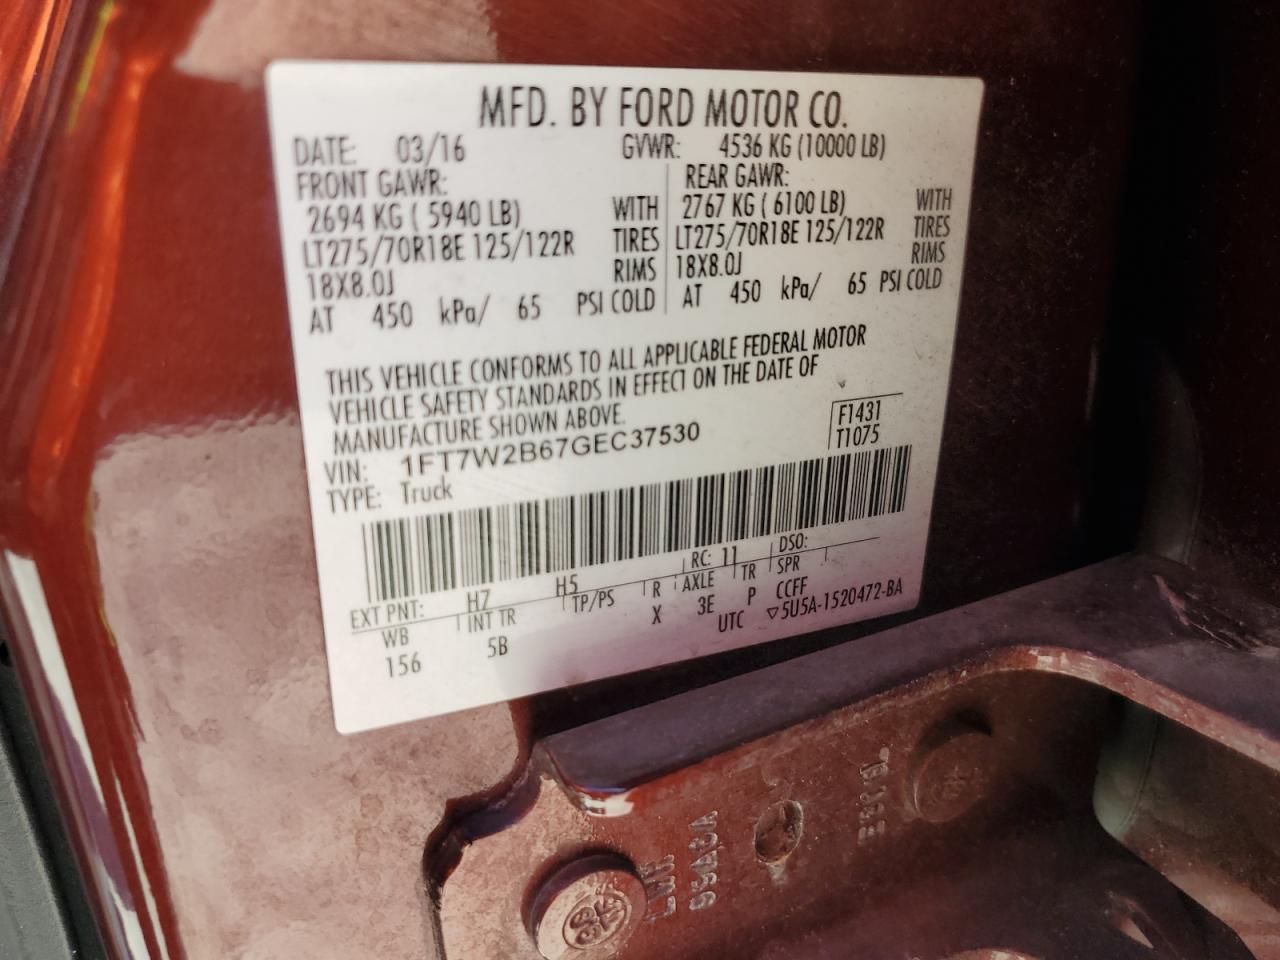 MFD. BY FORD MOTOR CO.
DATE: 03/16 GVWR: 4536 KG (10000 LB)
FRONT GAWR: REAR GAWR:
2694 KG ( 5940 LB) WITH 2767 KG ( 6100 LB) WITH
LT275/70R18E 125/122R TIRES LT275/70R18E 125/122R TIRES
18X8.0J RIMS 18X8.0J RIMS
AT 450 kPa/ 65 PSI COLD AT 450 kPa/ 65 PSI COLD
THIS VEHICLE CONFORMS TO ALL APPLICABLE FEDERAL MOTOR
VEHICLE SAFETY STANDARDS IN EFFECT ON THE DATE OF
MANUFACTURE SHOWN ABOVE.
F1431
T1075
VIN: 1FT7W2B67GEC37530
TYPE: Truck
EXT PNT: H7 H5 RC: 11 DSO:
WB INT TR TP/PS R AXLE TR SPR
156 5B X 3E P CCFF
UTC ▽5U5A-1520472-BA